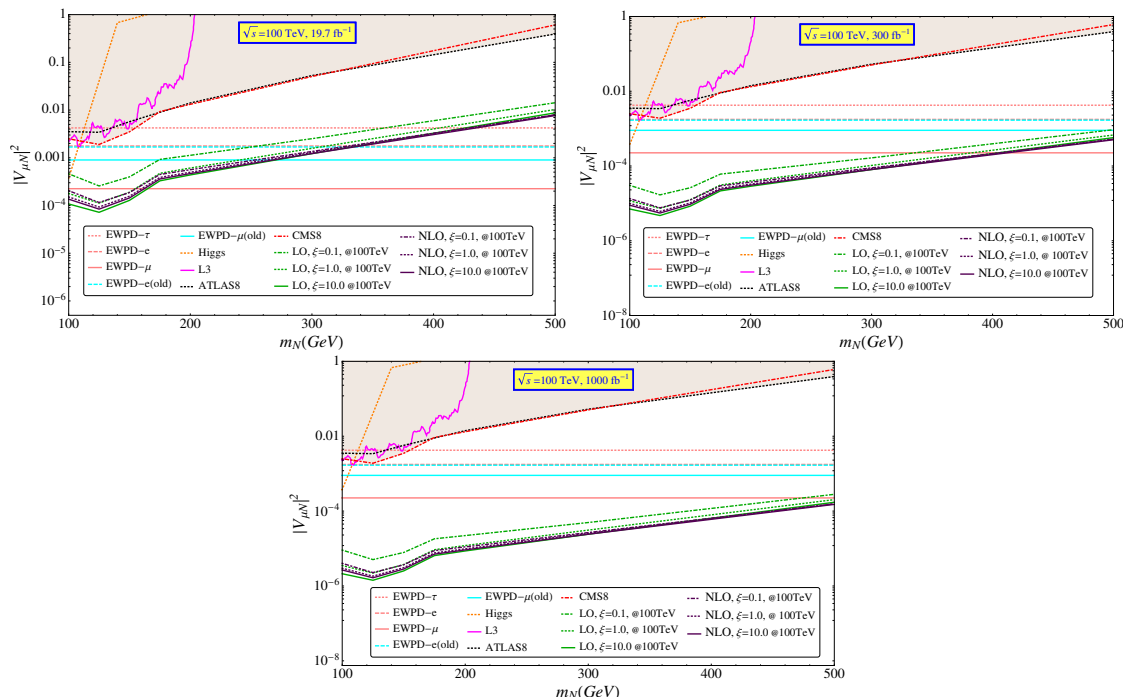 √s =100 TeV, 19.7 fb⁻¹
1
0.1
0.01
0.001
10⁻⁴
10⁻⁵
10⁻⁶
|V_μN|²
EWPD−τ
EWPD−e
EWPD−μ
EWPD−e(old)
EWPD−μ(old)
Higgs
L3
ATLAS8
CMS8
LO, ξ=0.1, @100TeV
LO, ξ=1.0, @ 100TeV
LO, ξ=10.0 @100TeV
NLO, ξ=0.1, @100TeV
NLO, ξ=1.0, @ 100TeV
NLO, ξ=10.0 @100TeV
100 200 300 400 500
m_N(GeV)
√s =100 TeV, 300 fb⁻¹
1
0.01
10⁻⁴
10⁻⁶
10⁻⁸
|V_μN|²
EWPD−τ
EWPD−e
EWPD−μ
EWPD−e(old)
EWPD−μ(old)
Higgs
L3
ATLAS8
CMS8
LO, ξ=0.1, @100TeV
LO, ξ=1.0, @ 100TeV
LO, ξ=10.0 @100TeV
NLO, ξ=0.1, @100TeV
NLO, ξ=1.0, @ 100TeV
NLO, ξ=10.0 @100TeV
100 200 300 400 500
m_N(GeV)
√s =100 TeV, 1000 fb⁻¹
1
0.01
10⁻⁴
10⁻⁶
10⁻⁸
|V_μN|²
EWPD−τ
EWPD−e
EWPD−μ
EWPD−e(old)
EWPD−μ(old)
Higgs
L3
ATLAS8
CMS8
LO, ξ=0.1, @100TeV
LO, ξ=1.0, @ 100TeV
LO, ξ=10.0 @100TeV
NLO, ξ=0.1, @100TeV
NLO, ξ=1.0, @ 100TeV
NLO, ξ=10.0 @100TeV
100 200 300 400 500
m_N(GeV)